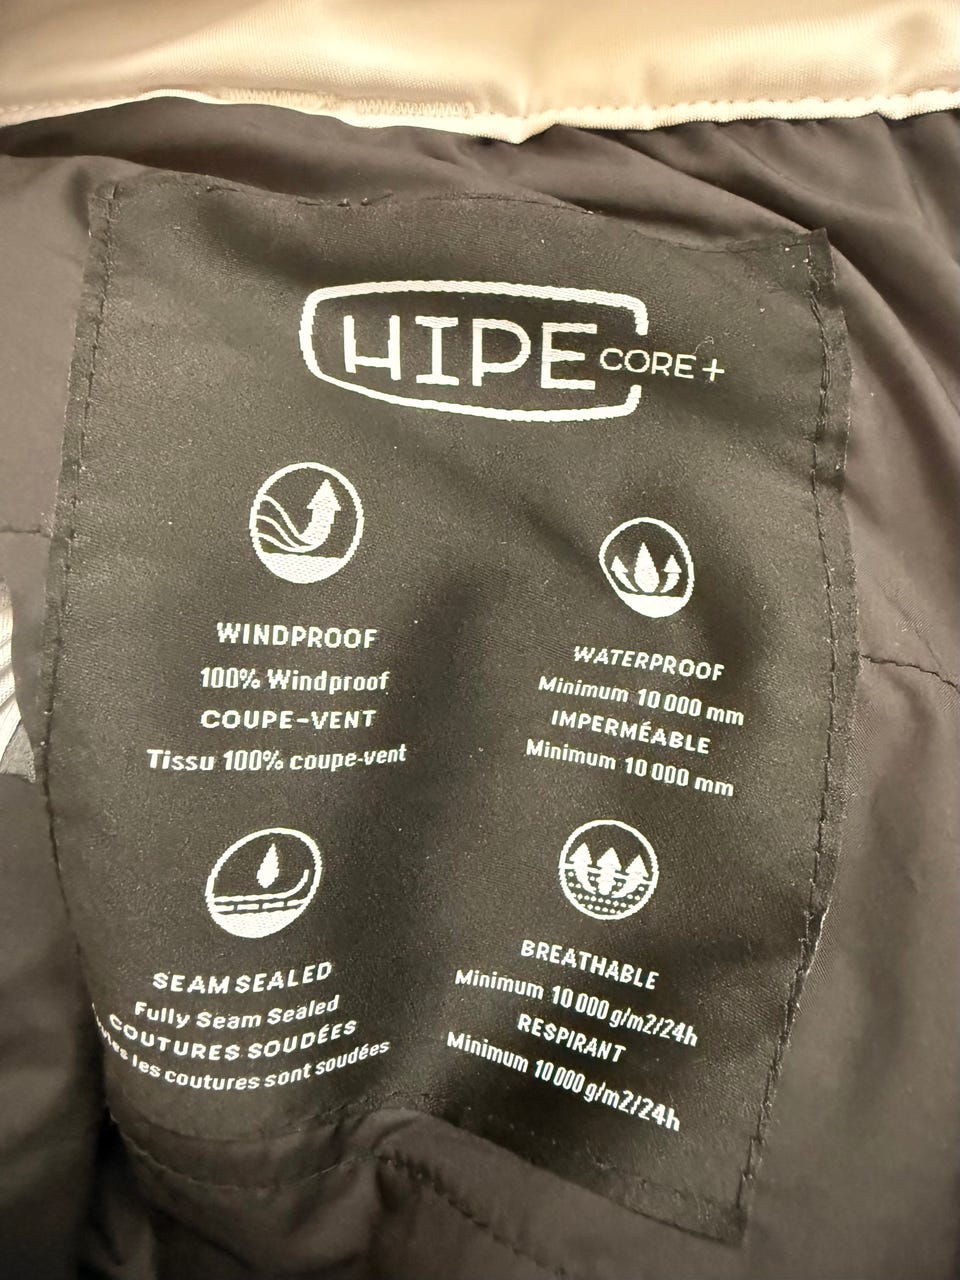 HIPE CORE+
WINDPROOF
100% Windproof
COUPE-VENT
Tissu 100% coupe-vent
WATERPROOF
Minimum 10 000 mm
IMPERMÉABLE
Minimum 10 000 mm
SEAM SEALED
Fully Seam Sealed
COUTURES SOUDÉES
les coutures sont soudées
BREATHABLE
Minimum 10 000 g/m2/24h
RESPIRANT
Minimum 10 000 g/m2/24h